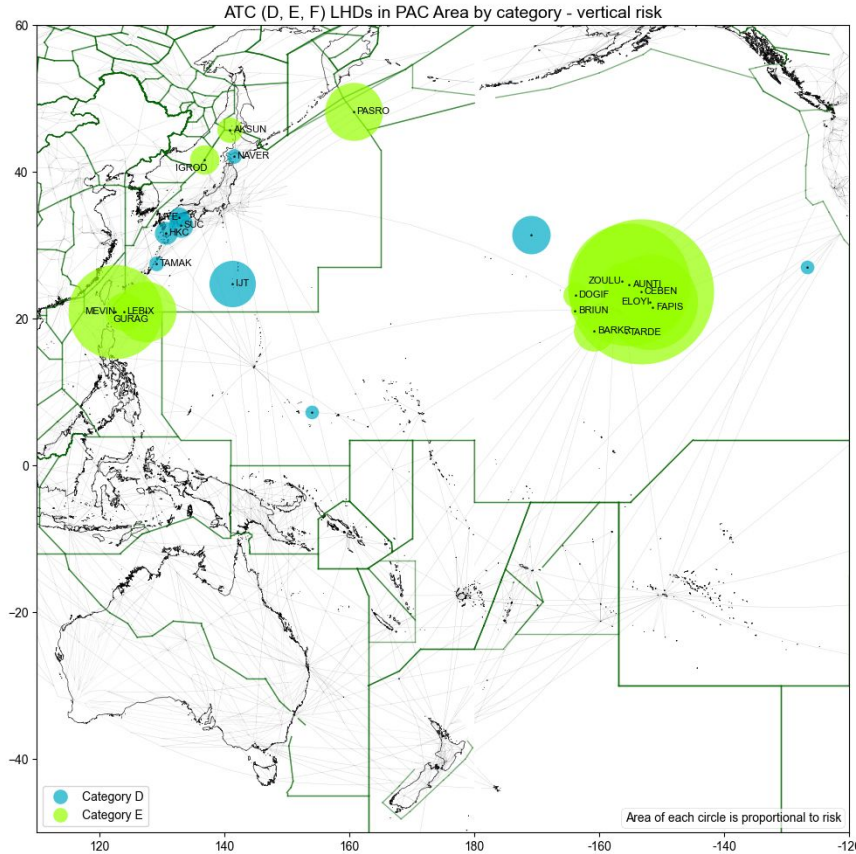 ATC (D, E, F) LHDs in PAC Area by category - vertical risk
60
40
20
0
−20
−40
PASRO
AKSUN
NAVER
IGROD
SUC
HKC
TAMAK
IJT
MEVIN
LEBIX
GURAG
ZOULU
AUNTI
CEBEN
DOGIF
ELOYI
FAPIS
BRIUN
BARKR
TARDE
Category D
Category E
Area of each circle is proportional to risk
120
140
160
180
−160
−140
−120